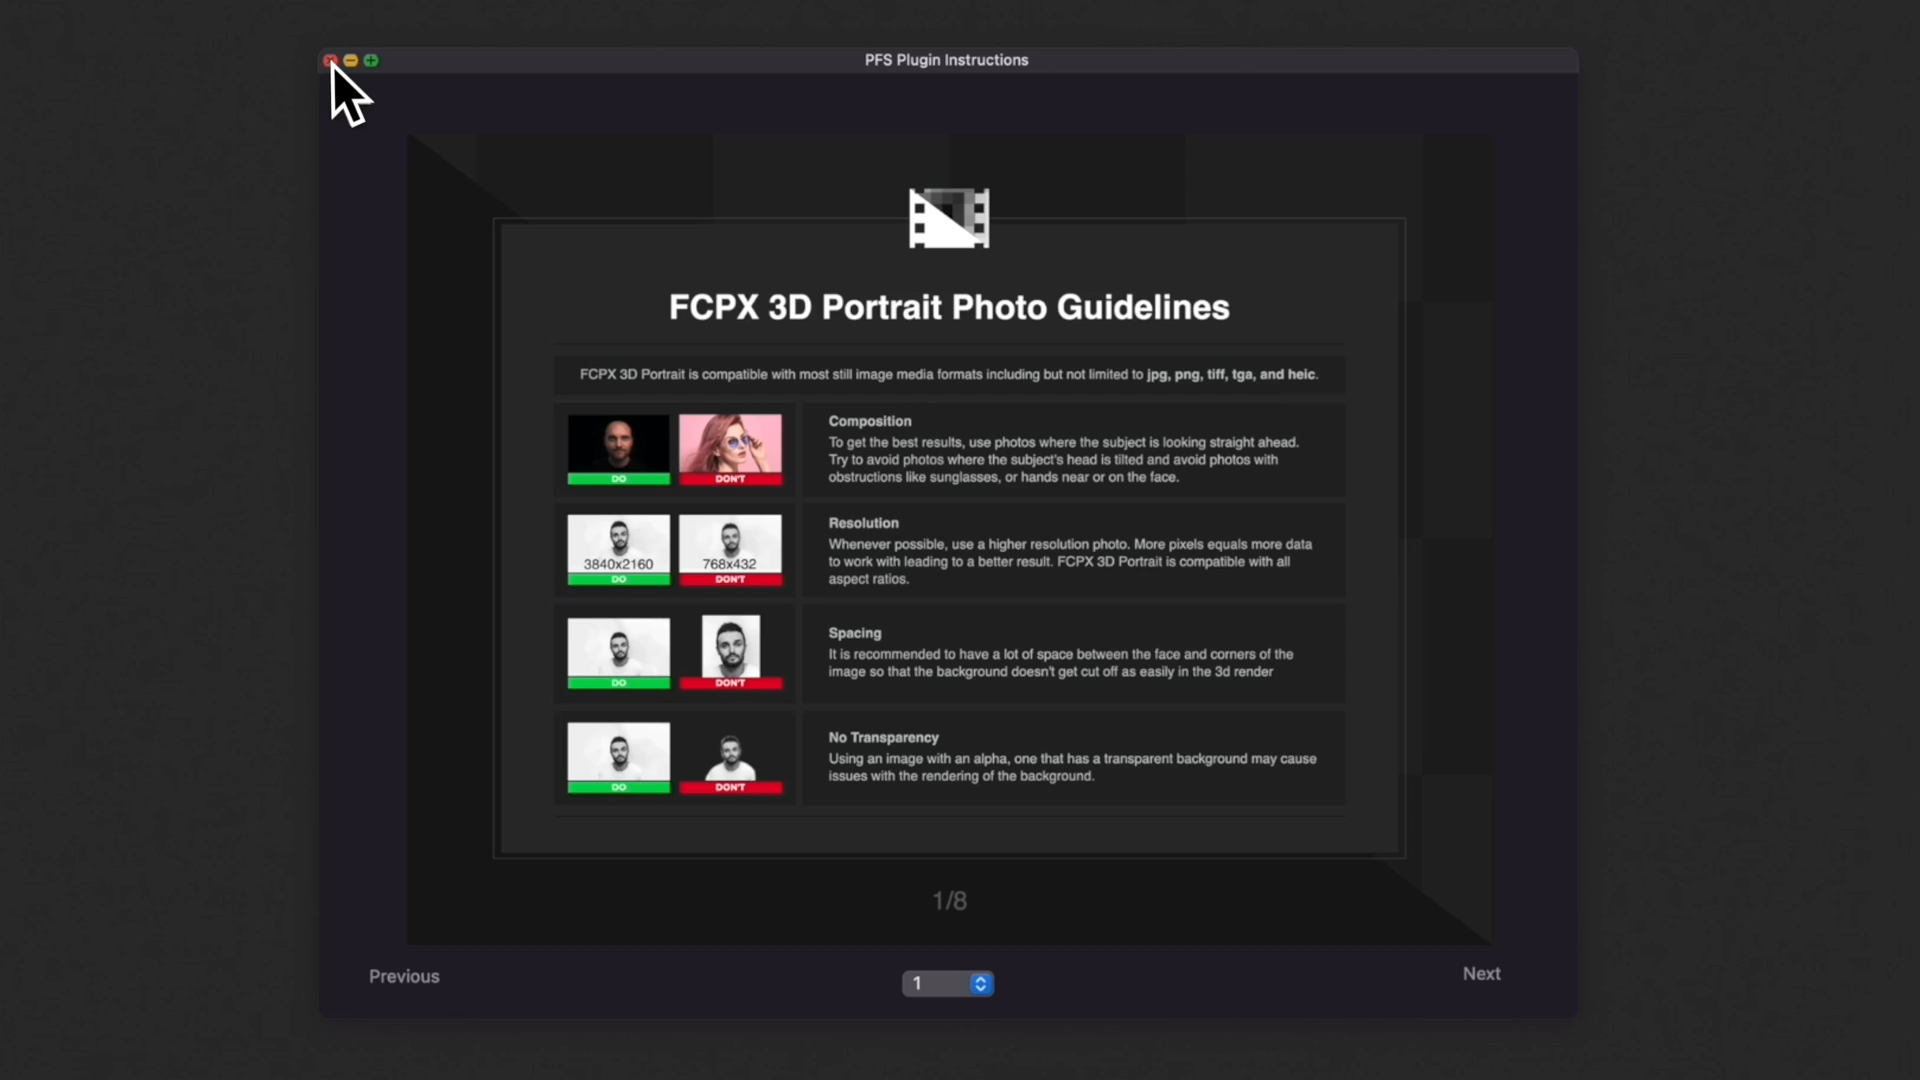 PFS Plugin Instructions
FCPX 3D Portrait Photo Guidelines
FCPX 3D Portrait is compatible with most still image media formats including but not limited to jpg, png, tiff, tga, and heic.
DO
DON'T
Composition
To get the best results, use photos where the subject is looking straight ahead.
Try to avoid photos where the subject's head is tilted and avoid photos with
obstructions like sunglasses, or hands near or on the face.
3840x2160
DO
768x432
DON'T
Resolution
Whenever possible, use a higher resolution photo. More pixels equals more data
to work with leading to a better result. FCPX 3D Portrait is compatible with all
aspect ratios.
DO
DON'T
Spacing
It is recommended to have a lot of space between the face and corners of the
image so that the background doesn't get cut off as easily in the 3d render
DO
DON'T
No Transparency
Using an image with an alpha, one that has a transparent background may cause
issues with the rendering of the background.
1/8
Previous
1
Next